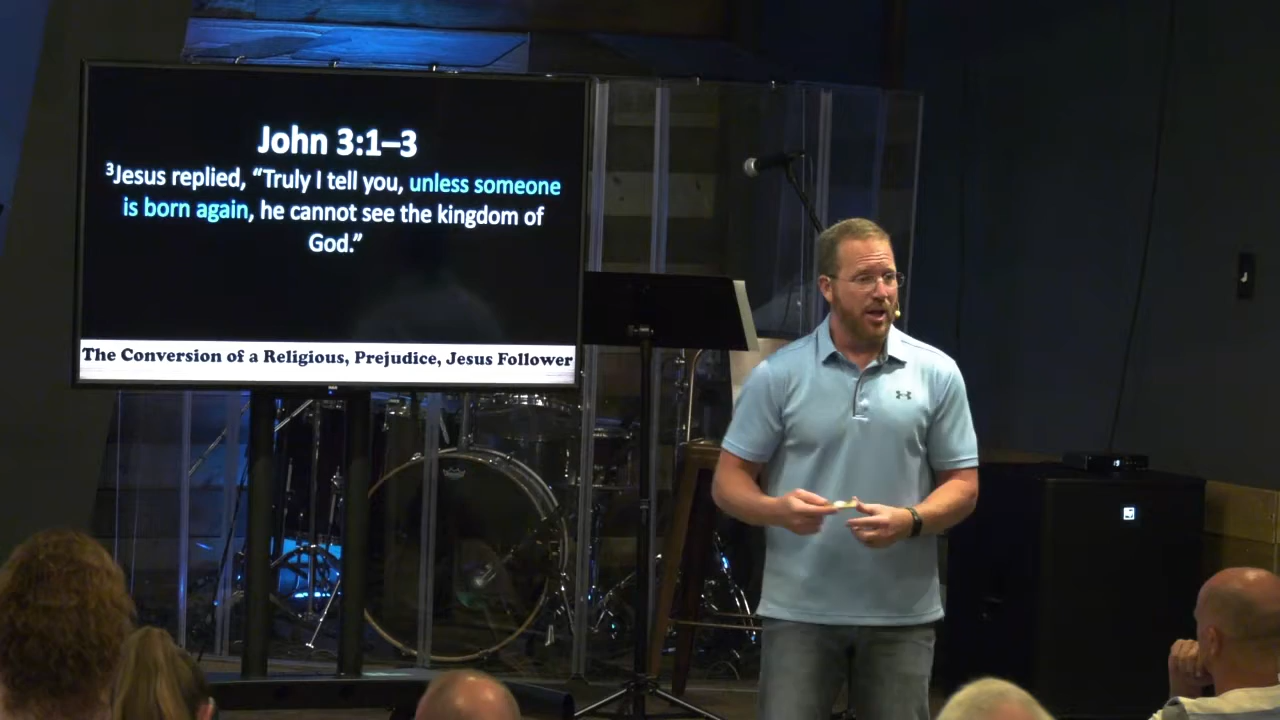 John 3:1–3
³Jesus replied, “Truly I tell you, unless someone
is born again, he cannot see the kingdom of
God.”
The Conversion of a Religious, Prejudice, Jesus Follower